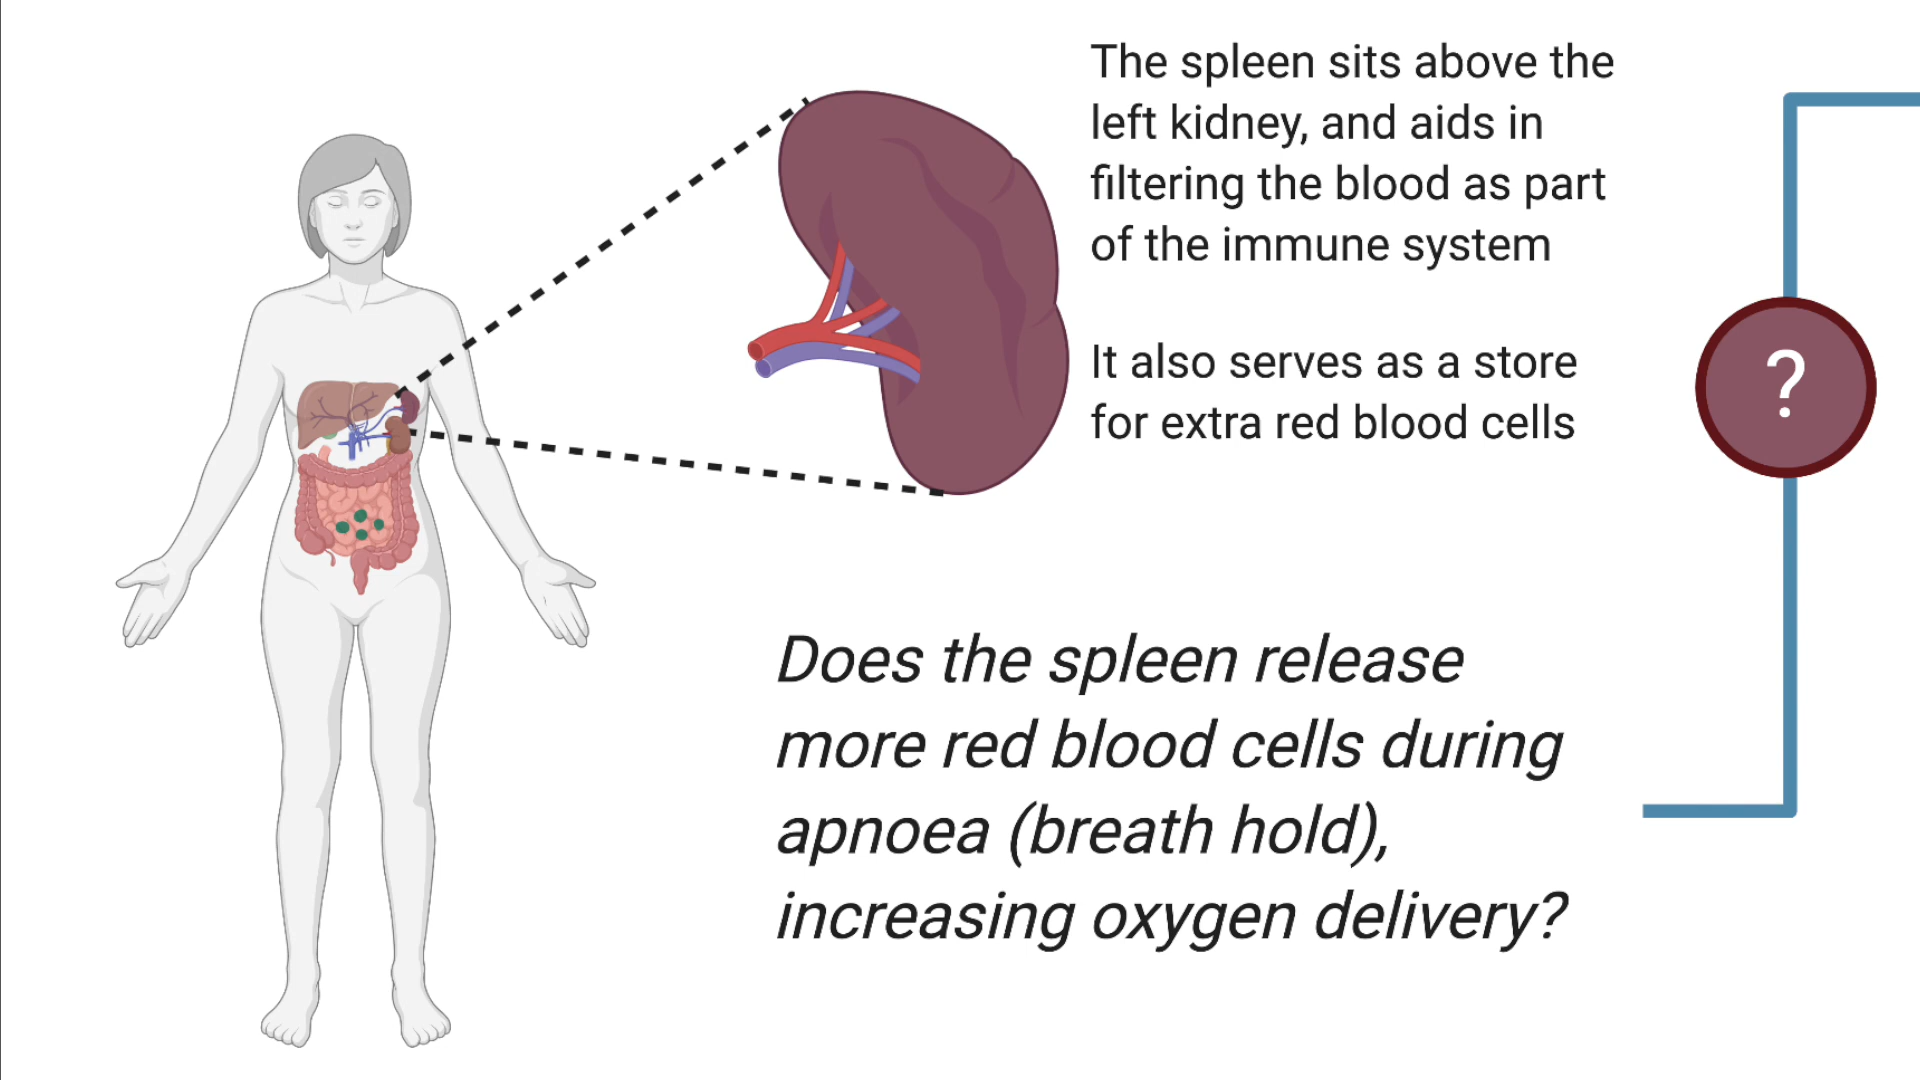 The spleen sits above the
left kidney, and aids in
filtering the blood as part
of the immune system
It also serves as a store
for extra red blood cells
?
Does the spleen release
more red blood cells during
apnoea (breath hold),
increasing oxygen delivery?